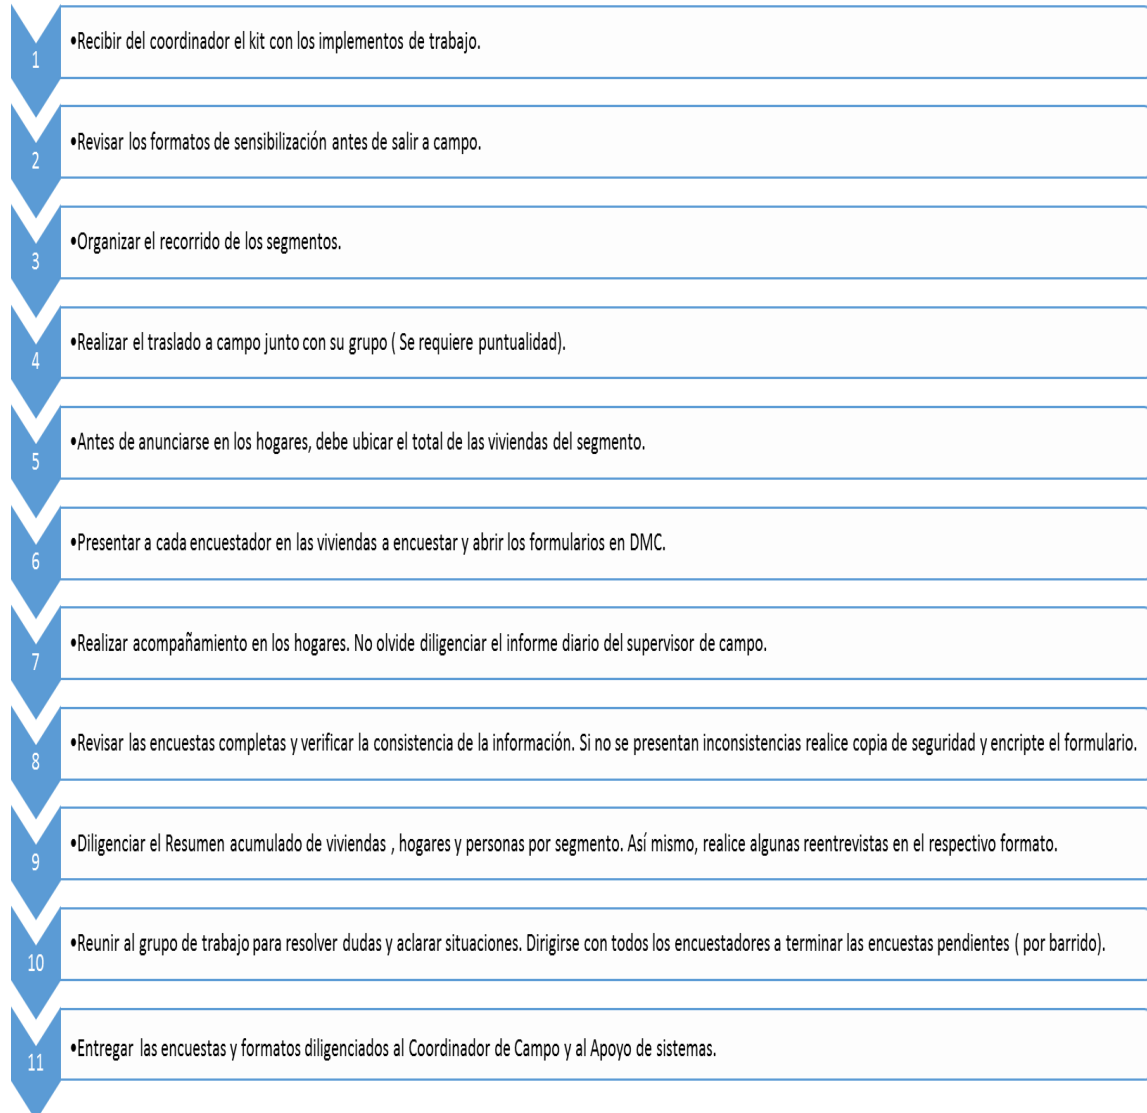 1
•Recibir del coordinador el kit con los implementos de trabajo.
2
•Revisar los formatos de sensibilización antes de salir a campo.
3
•Organizar el recorrido de los segmentos.
4
•Realizar el traslado a campo junto con su grupo ( Se requiere puntualidad).
5
•Antes de anunciarse en los hogares, debe ubicar el total de las viviendas del segmento.
6
•Presentar a cada encuestador en las viviendas a encuestar y abrir los formularios en DMC.
7
•Realizar acompañamiento en los hogares. No olvide diligenciar el informe diario del supervisor de campo.
8
•Revisar las encuestas completas y verificar la consistencia de la información. Si no se presentan inconsistencias realice copia de seguridad y encripte el formulario.
9
•Diligenciar el Resumen acumulado de viviendas , hogares y personas por segmento. Así mismo, realice algunas reentrevistas en el respectivo formato.
10
•Reunir al grupo de trabajo para resolver dudas y aclarar situaciones. Dirigirse con todos los encuestadores a terminar las encuestas pendientes ( por barrido).
11
•Entregar las encuestas y formatos diligenciados al Coordinador de Campo y al Apoyo de sistemas.